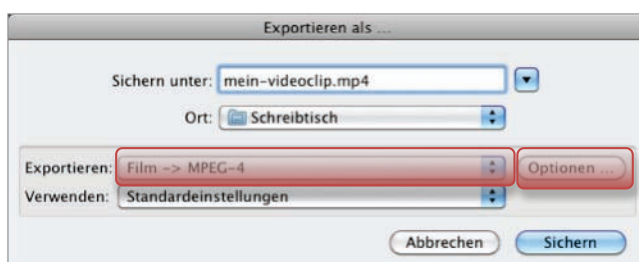 Exportieren als ...
Sichern unter: mein-videoclip.mp4
Ort: Schreibtisch
Exportieren: Film -> MPEG-4 Optionen ...
Verwenden: Standardeinstellungen
Abbrechen Sichern